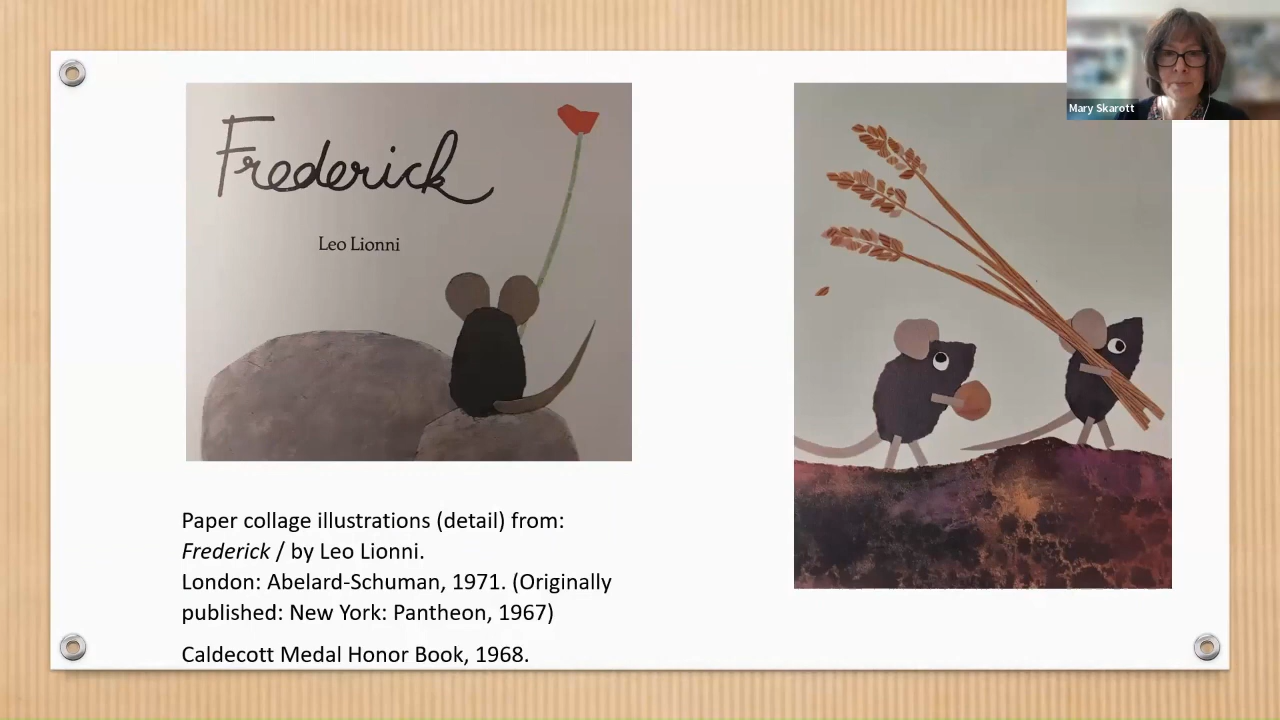 Mary Skarott
Frederick
Leo Lionni
Paper collage illustrations (detail) from:
Frederick / by Leo Lionni.
London: Abelard-Schuman, 1971. (Originally
published: New York: Pantheon, 1967)
Caldecott Medal Honor Book, 1968.